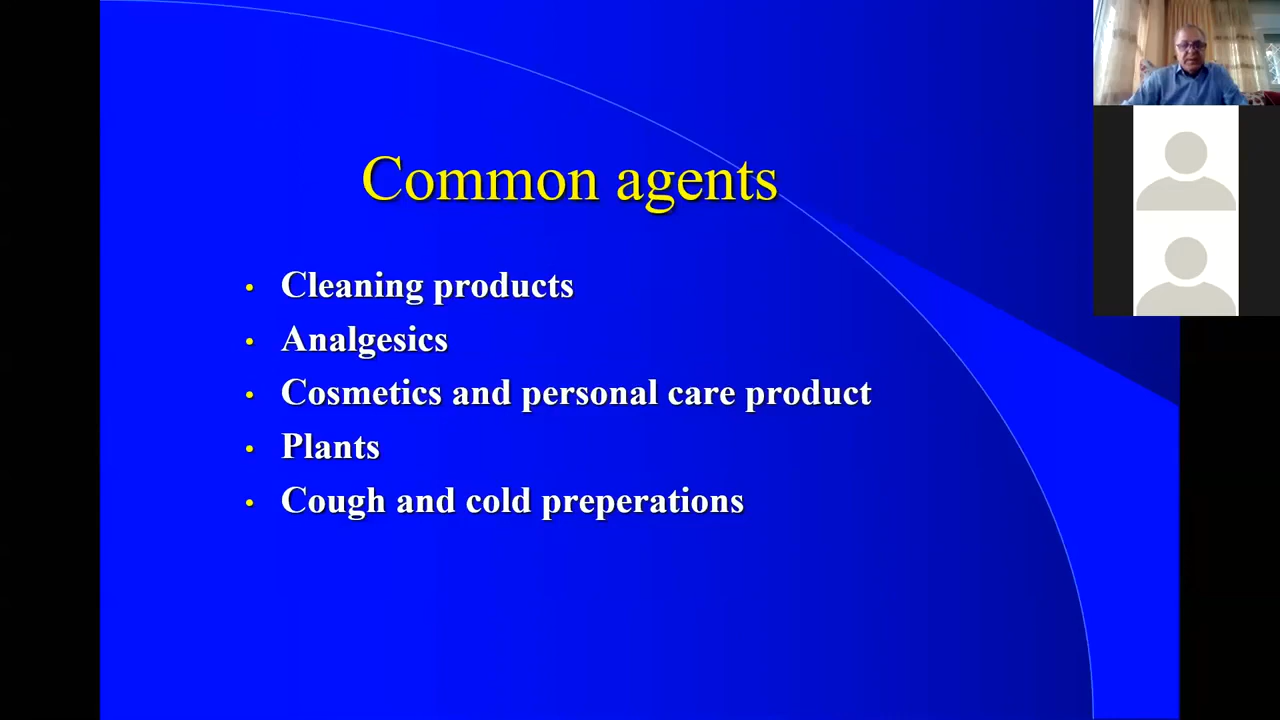 Common agents
• Cleaning products
• Analgesics
• Cosmetics and personal care product
• Plants
• Cough and cold preperations